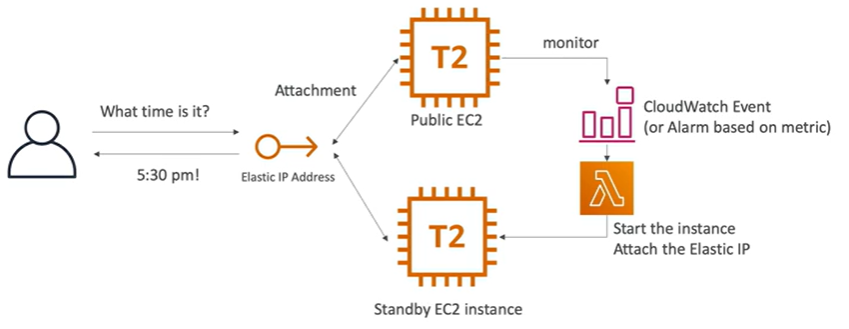 T2
monitor
Attachment
What time is it?
Public EC2
CloudWatch Event
(or Alarm based on metric)
5:30 pm!
Elastic IP Address
T2
Start the instance
Attach the Elastic IP
Standby EC2 instance